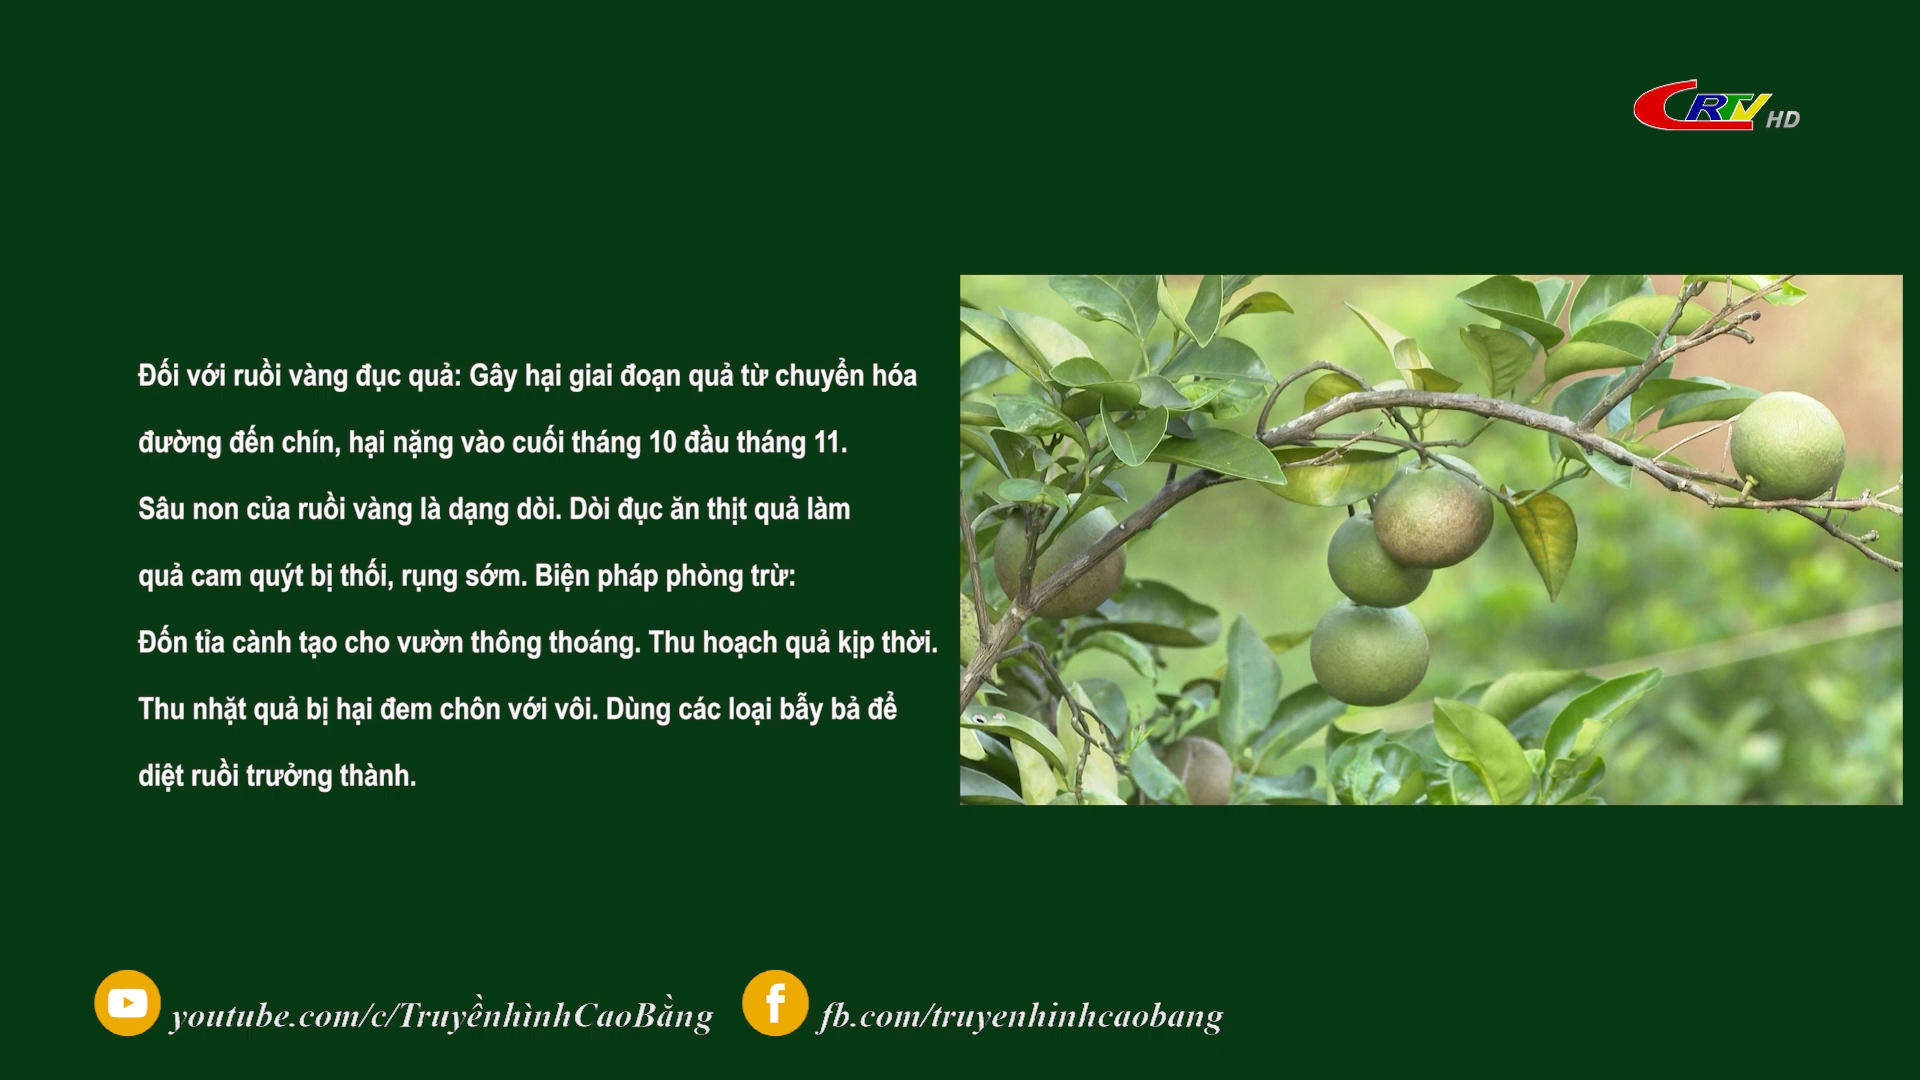 CRTV HD
Đối với ruồi vàng đục quả: Gây hại giai đoạn quả từ chuyển hóa
đường đến chín, hại nặng vào cuối tháng 10 đầu tháng 11.
Sâu non của ruồi vàng là dạng dòi. Dòi đục ăn thịt quả làm
quả cam quýt bị thối, rụng sớm. Biện pháp phòng trừ:
Đốn tỉa cành tạo cho vườn thông thoáng. Thu hoạch quả kịp thời.
Thu nhặt quả bị hại đem chôn với vôi. Dùng các loại bẫy bả để
diệt ruồi trưởng thành.
youtube.com/c/TruyềnhìnhCaoBằng
fb.com/truyenhinhcaobang